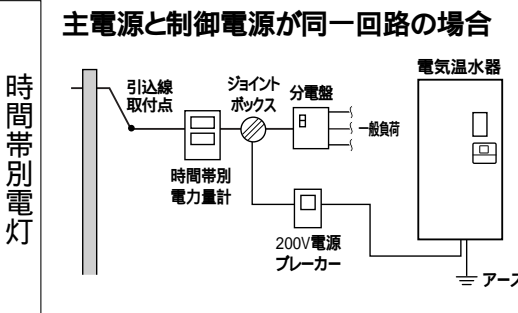 主電源と制御電源が同一回路の場合
時間帯別電灯
引込線
取付点
ジョイント
ボックス
分電盤
一般負荷
電気温水器
時間帯別
電力量計
200V電源
ブレーカー
アース